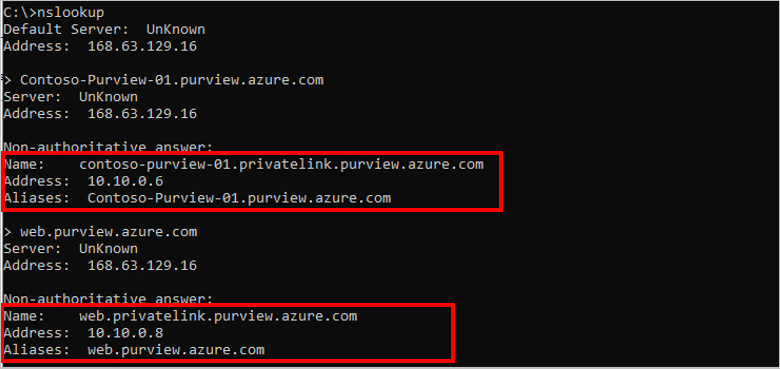 C:\>nslookup
Default Server:  UnKnown
Address:  168.63.129.16
> Contoso-Purview-01.purview.azure.com
Server:  UnKnown
Address:  168.63.129.16
Non-authoritative answer:
Name:    contoso-purview-01.privatelink.purview.azure.com
Address:  10.10.0.6
Aliases:  Contoso-Purview-01.purview.azure.com
> web.purview.azure.com
Server:  UnKnown
Address:  168.63.129.16
Non-authoritative answer:
Name:    web.privatelink.purview.azure.com
Address:  10.10.0.8
Aliases:  web.purview.azure.com